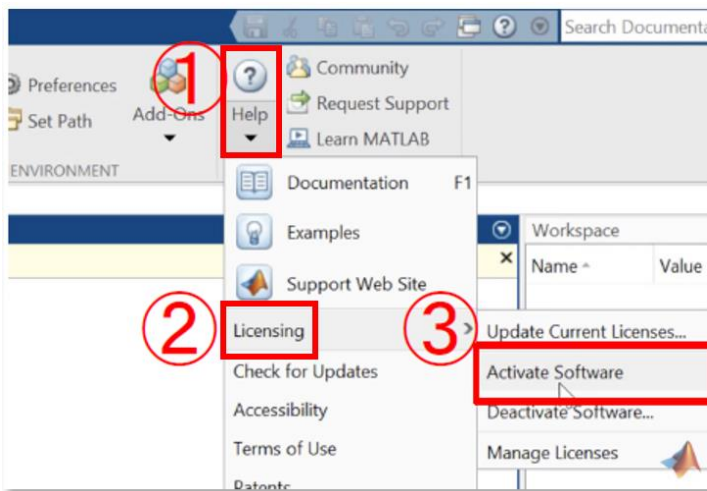 Search Documenta
①
Preferences
Set Path
Add-Ons
ENVIRONMENT
Help
Community
Request Support
Learn MATLAB
Documentation F1
Examples
Support Web Site
②
Licensing
③
Check for Updates
Accessibility
Terms of Use
Patents
Workspace
Name Value
Update Current Licenses...
Activate Software
Deactivate Software...
Manage Licenses